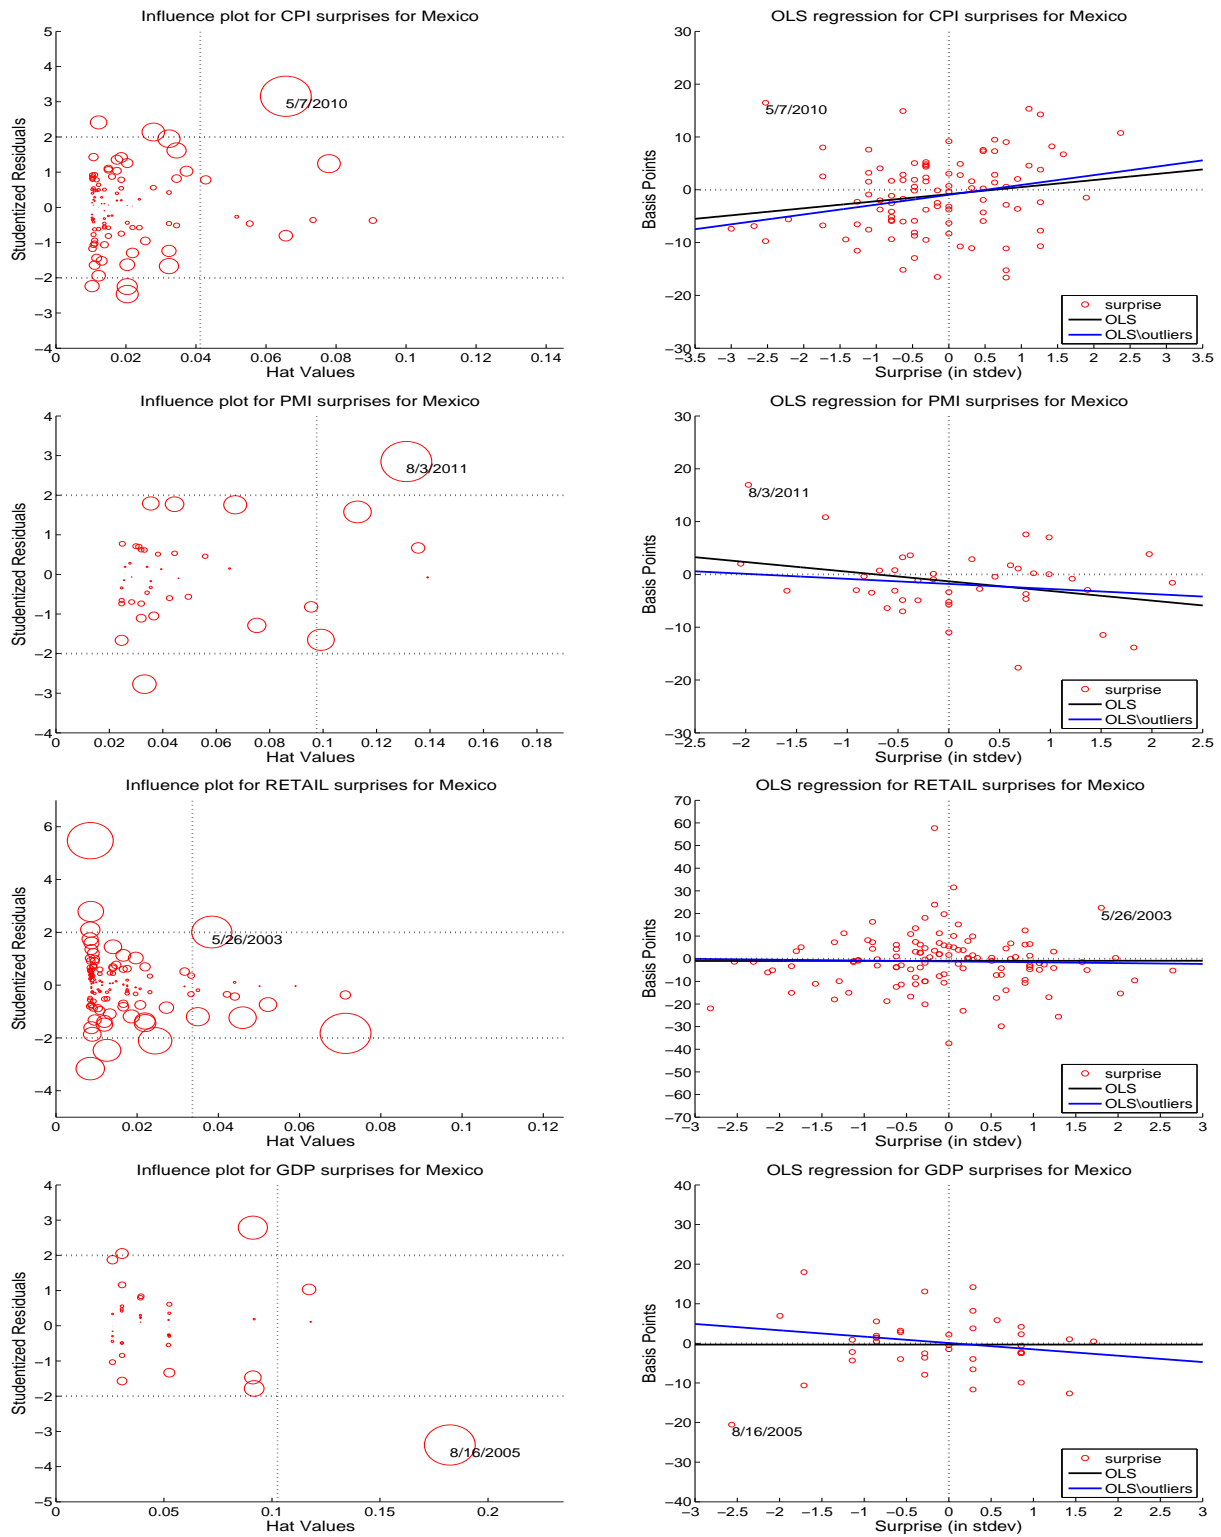 Influence plot for CPI surprises for Mexico
5
4
3
2
1
0
−1
−2
−3
−4
Studentized Residuals
5/7/2010
0 0.02 0.04 0.06 0.08 0.1 0.12 0.14
Hat Values
OLS regression for CPI surprises for Mexico
30
20
10
0
−10
−20
−30
Basis Points
5/7/2010
surprise
OLS
OLS\outliers
−3.5 −3 −2.5 −2 −1.5 −1 −0.5 0 0.5 1 1.5 2 2.5 3 3.5
Surprise (in stdev)
Influence plot for PMI surprises for Mexico
4
3
2
1
0
−1
−2
−3
−4
Studentized Residuals
8/3/2011
0 0.02 0.04 0.06 0.08 0.1 0.12 0.14 0.16 0.18
Hat Values
OLS regression for PMI surprises for Mexico
30
20
10
0
−10
−20
−30
Basis Points
8/3/2011
surprise
OLS
OLS\outliers
−2.5 −2 −1.5 −1 −0.5 0 0.5 1 1.5 2 2.5
Surprise (in stdev)
Influence plot for RETAIL surprises for Mexico
6
4
2
0
−2
−4
Studentized Residuals
5/26/2003
0 0.02 0.04 0.06 0.08 0.1 0.12
Hat Values
OLS regression for RETAIL surprises for Mexico
70
60
50
40
30
20
10
0
−10
−20
−30
−40
−50
−60
−70
Basis Points
5/26/2003
surprise
OLS
OLS\outliers
−3 −2.5 −2 −1.5 −1 −0.5 0 0.5 1 1.5 2 2.5 3
Surprise (in stdev)
Influence plot for GDP surprises for Mexico
4
3
2
1
0
−1
−2
−3
−4
−5
Studentized Residuals
8/16/2005
0.05 0.1 0.15 0.2
Hat Values
OLS regression for GDP surprises for Mexico
40
30
20
10
0
−10
−20
−30
−40
Basis Points
8/16/2005
surprise
OLS
OLS\outliers
−3 −2.5 −2 −1.5 −1 −0.5 0 0.5 1 1.5 2 2.5 3
Surprise (in stdev)